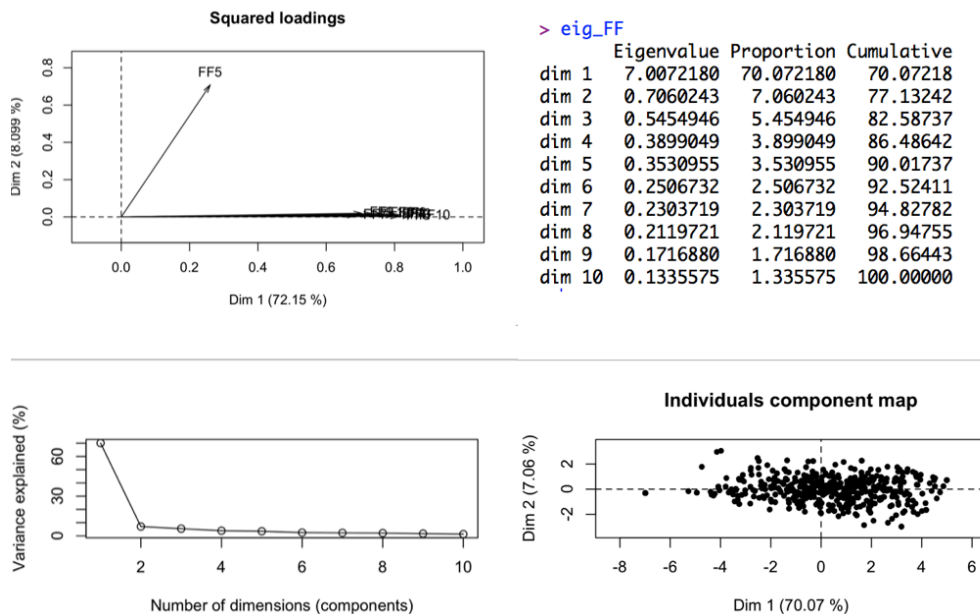 Squared loadings
Dim 2 (8.099 %)
0.8
0.6
0.4
0.2
0.0
FF5
0.0 0.2 0.4 0.6 0.8 1.0
Dim 1 (72.15 %)
> eig_FF
Eigenvalue Proportion Cumulative
dim 1 7.0072180 70.072180 70.07218
dim 2 0.7060243 7.060243 77.13242
dim 3 0.5454946 5.454946 82.58737
dim 4 0.3899049 3.899049 86.48642
dim 5 0.3530955 3.530955 90.01737
dim 6 0.2506732 2.506732 92.52411
dim 7 0.2303719 2.303719 94.82782
dim 8 0.2119721 2.119721 96.94755
dim 9 0.1716880 1.716880 98.66443
dim 10 0.1335575 1.335575 100.00000
Variance explained (%)
60
30
0
2 4 6 8 10
Number of dimensions (components)
Individuals component map
Dim 2 (7.06 %)
2
0
-2
-8 -6 -4 -2 0 2 4 6
Dim 1 (70.07 %)